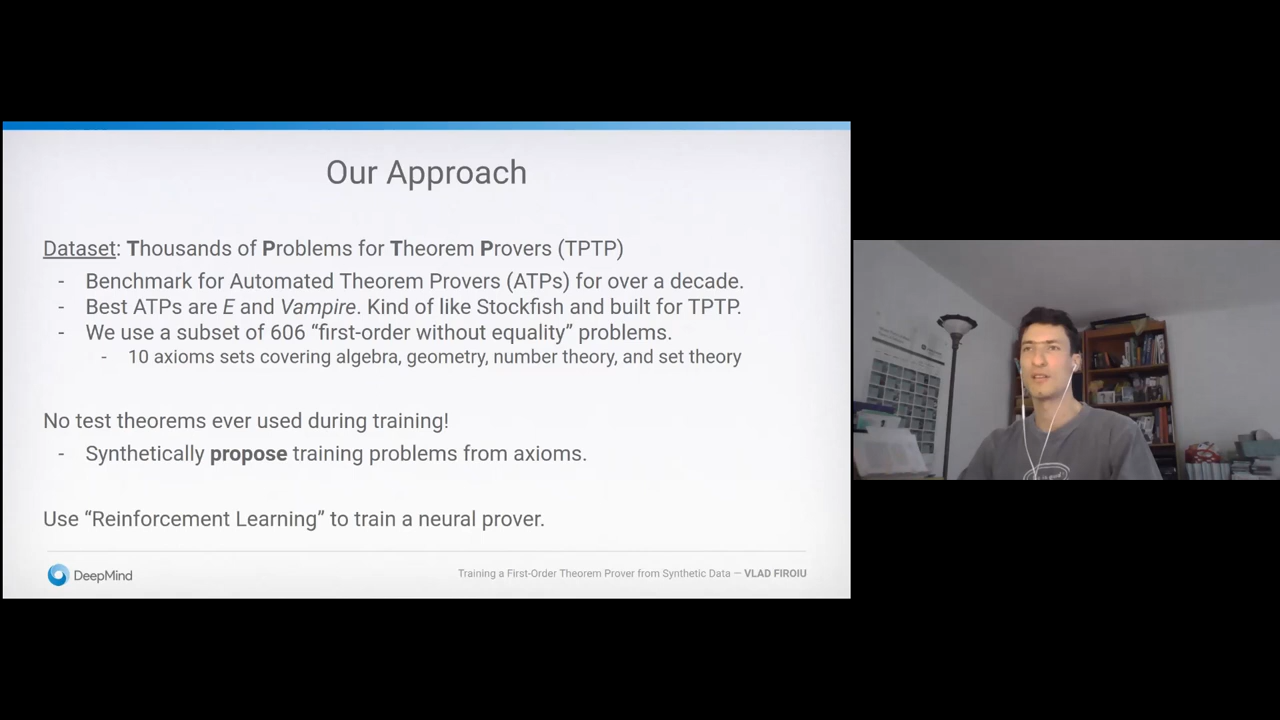 Our Approach
Dataset: Thousands of Problems for Theorem Provers (TPTP)
- Benchmark for Automated Theorem Provers (ATPs) for over a decade.
- Best ATPs are E and Vampire. Kind of like Stockfish and built for TPTP.
- We use a subset of 606 “first-order without equality” problems.
- 10 axioms sets covering algebra, geometry, number theory, and set theory
No test theorems ever used during training!
- Synthetically propose training problems from axioms.
Use “Reinforcement Learning” to train a neural prover.
DeepMind
Training a First-Order Theorem Prover from Synthetic Data — VLAD FIROIU